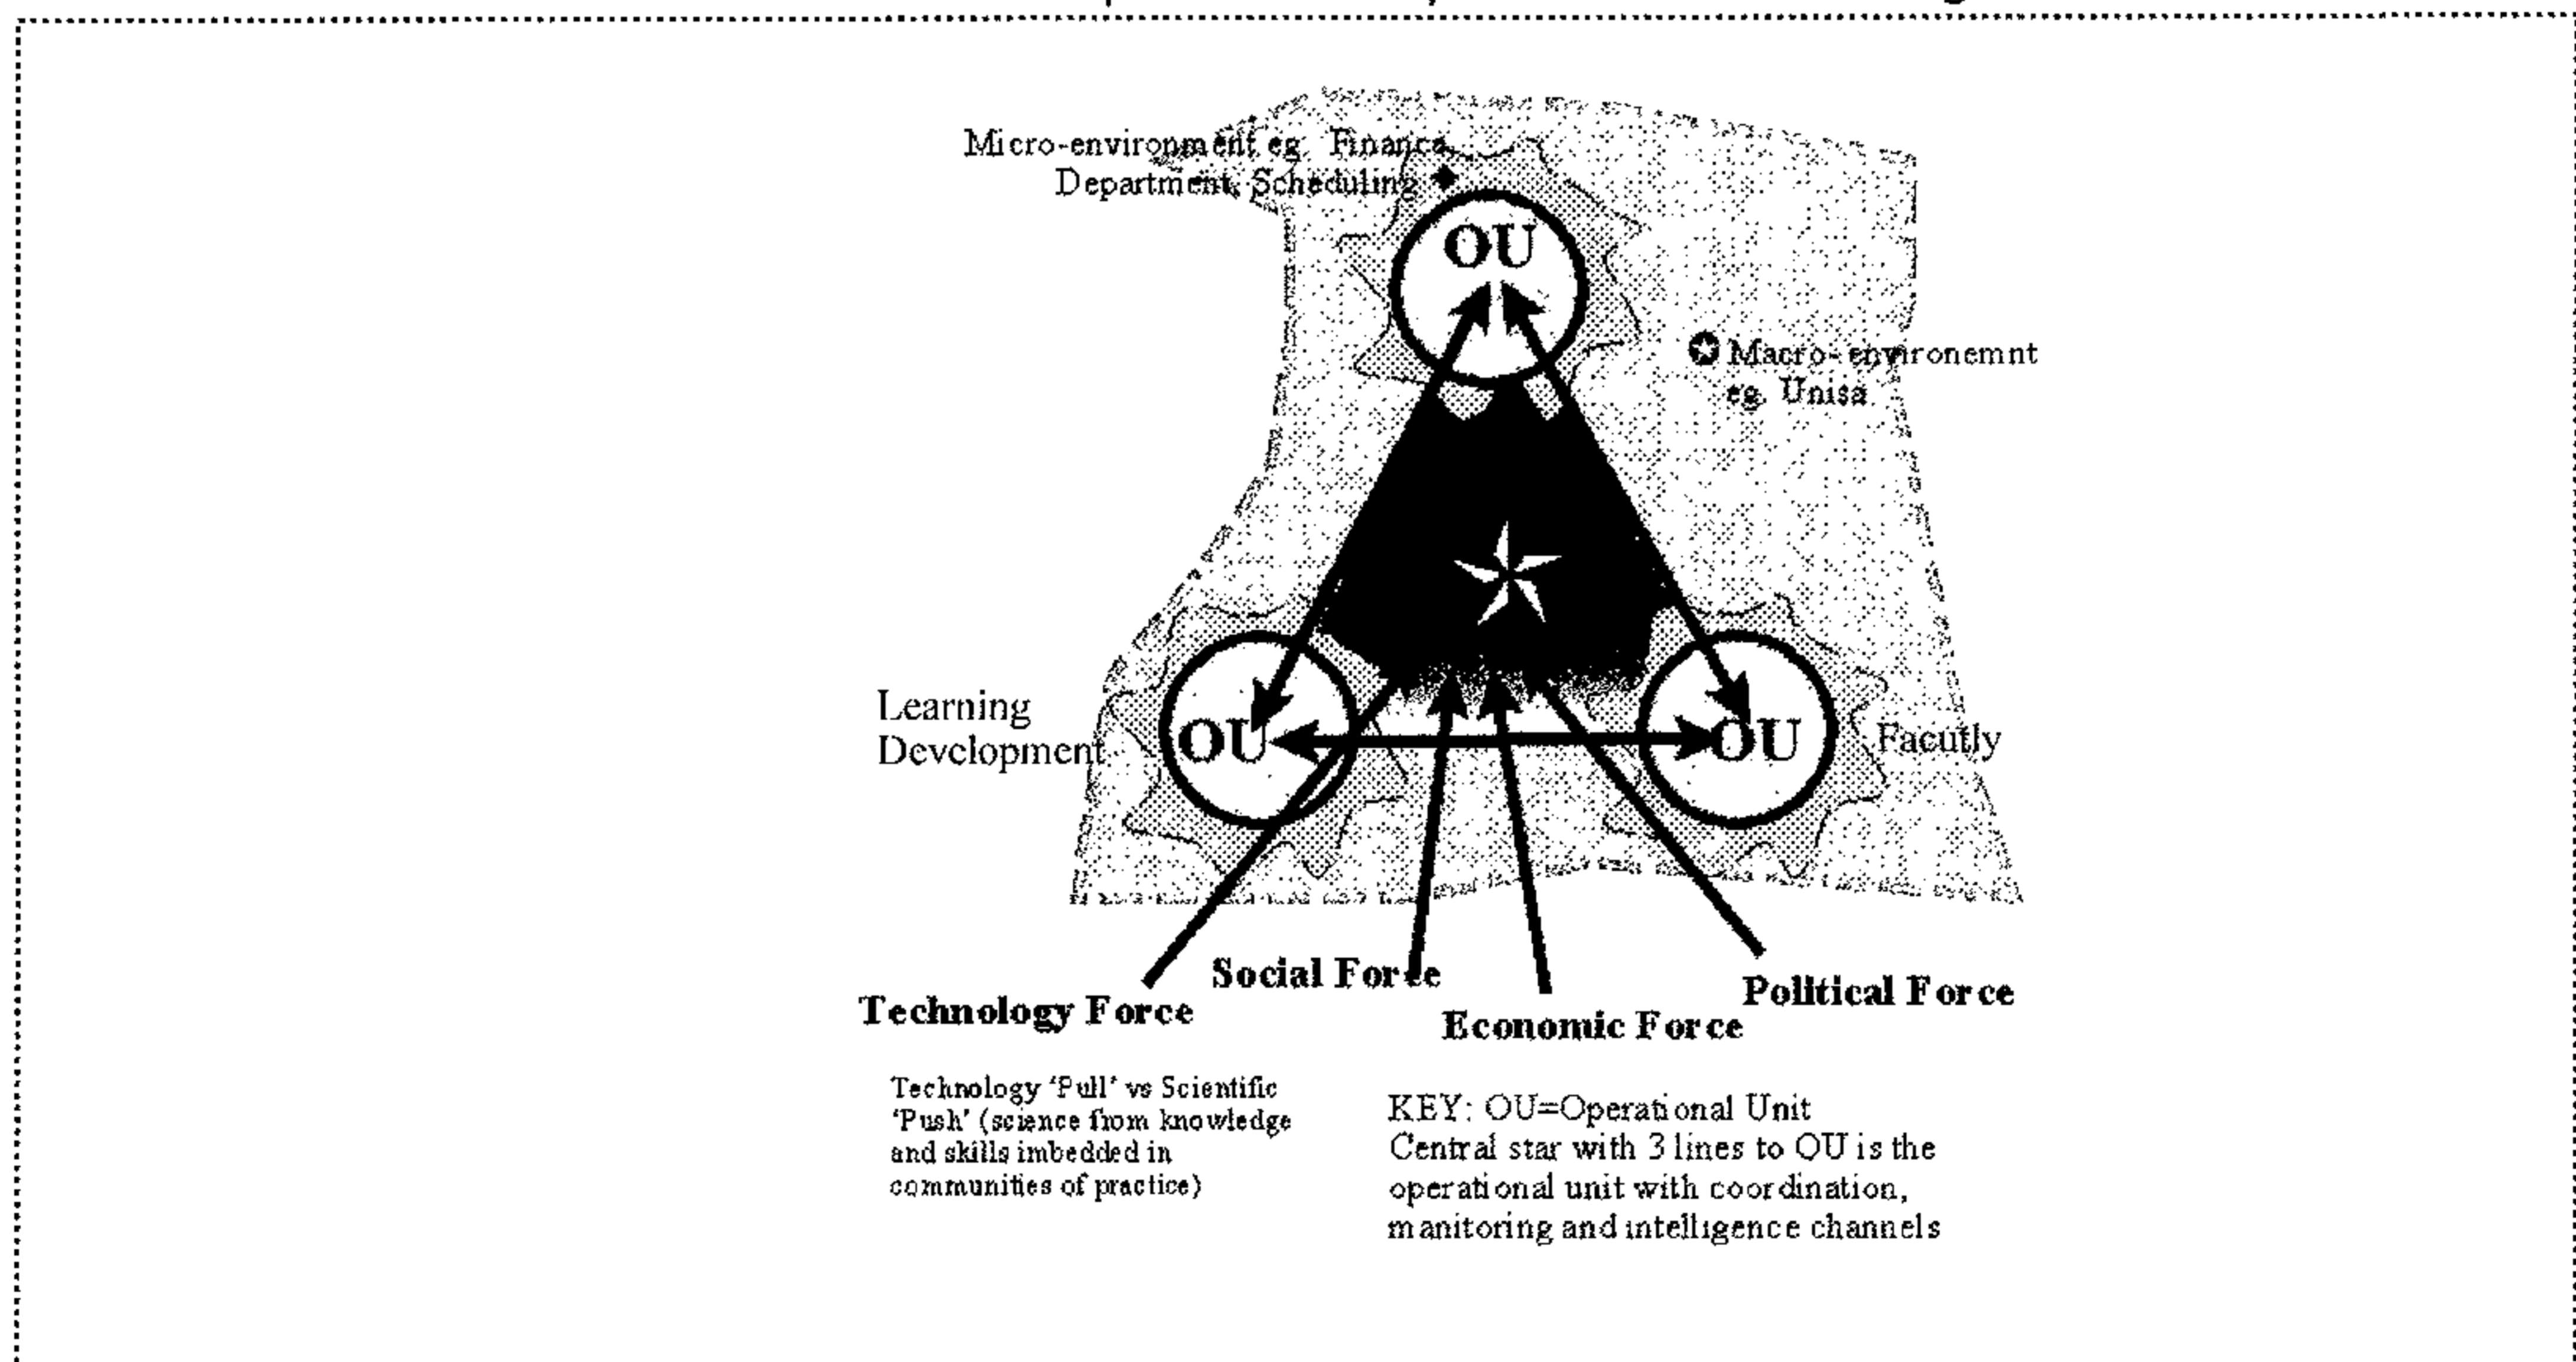 Micro-environment eg. Finance
Department, Scheduling
OU
Macro-environemnt
eg. Unisa
Learning
Development
OU
OU
Facutly
Social Force
Technology Force
Political Force
Economic Force
Technology 'Pull' vs Scientific
'Push' (science from knowledge
and skills imbedded in
communities of practice)
KEY: OU=Operational Unit
Central star with 3 lines to OU is the
operational unit with coordination,
manitoring and intelligence channels